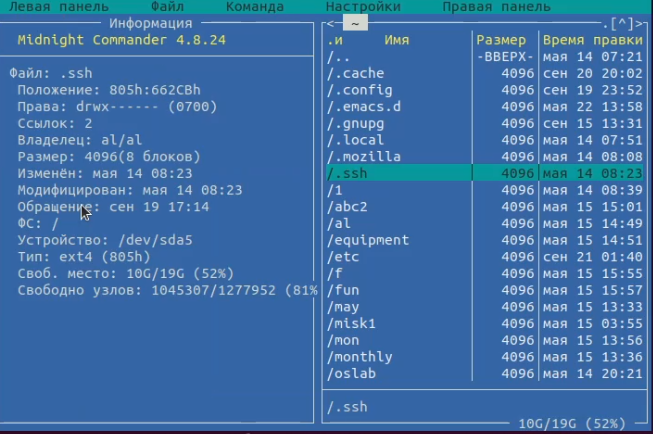 Левая панель Файл Команда Настройки Правая панель
Информация
Midnight Commander 4.8.24
Файл: .ssh
Положение: 805h:662CBh
Права: drwx------ (0700)
Ссылок: 2
Владелец: al/al
Размер: 4096(8 блоков)
Изменён: мая 14 08:23
Модифицирован: мая 14 08:23
Обращение: сен 19 17:14
ФС: /
Устройство: /dev/sda5
Тип: ext4 (805h)
Своб. место: 10G/19G (52%)
Свободно узлов: 1045307/1277952 (81%
<- ~ .[^]>
.и Имя Размер Время правки
/.. -ВВЕРХ- мая 14 07:21
/.cache 4096 сен 20 20:02
/.config 4096 сен 19 23:52
/.emacs.d 4096 мая 22 13:58
/.gnupg 4096 сен 15 13:31
/.local 4096 мая 14 07:51
/.mozilla 4096 мая 14 08:08
/.ssh 4096 мая 14 08:23
/1 4096 мая 14 08:39
/abc2 4096 мая 15 15:01
/al 4096 мая 15 14:49
/equipment 4096 мая 15 14:51
/etc 4096 сен 21 01:40
/f 4096 мая 15 15:55
/fun 4096 мая 15 15:57
/may 4096 мая 15 13:33
/misk1 4096 мая 15 03:55
/mon 4096 мая 15 13:56
/monthly 4096 мая 15 13:36
/oslab 4096 мая 14 20:21
/.ssh
10G/19G (52%)